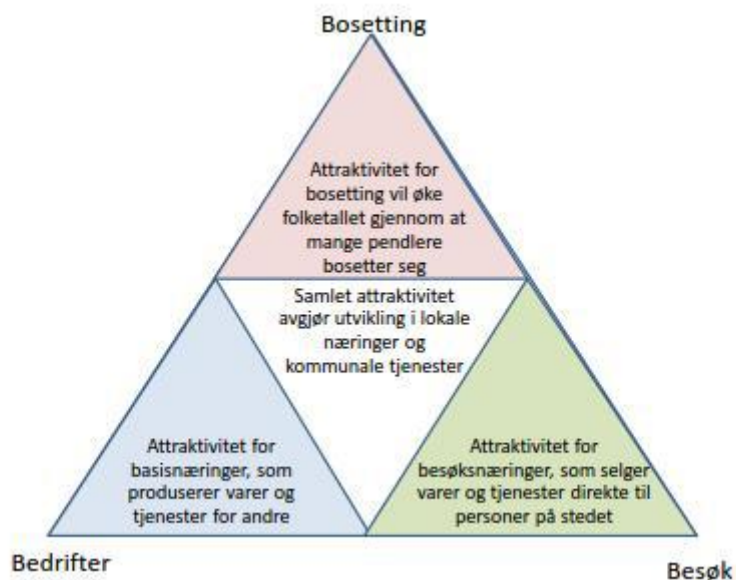 Bosetting
Attraktivitet for
bosetting vil øke
folketallet gjennom at
mange pendlere
bosetter seg
Samlet attraktivitet
avgjør utvikling i lokale
næringer og
kommunale tjenester
Attraktivitet for
basisnæringer, som
produserer varer og
tjenester for andre
Attraktivitet for
besøksnæringer, som selger
varer og tjenester direkte til
personer på stedet
Bedrifter
Besøk